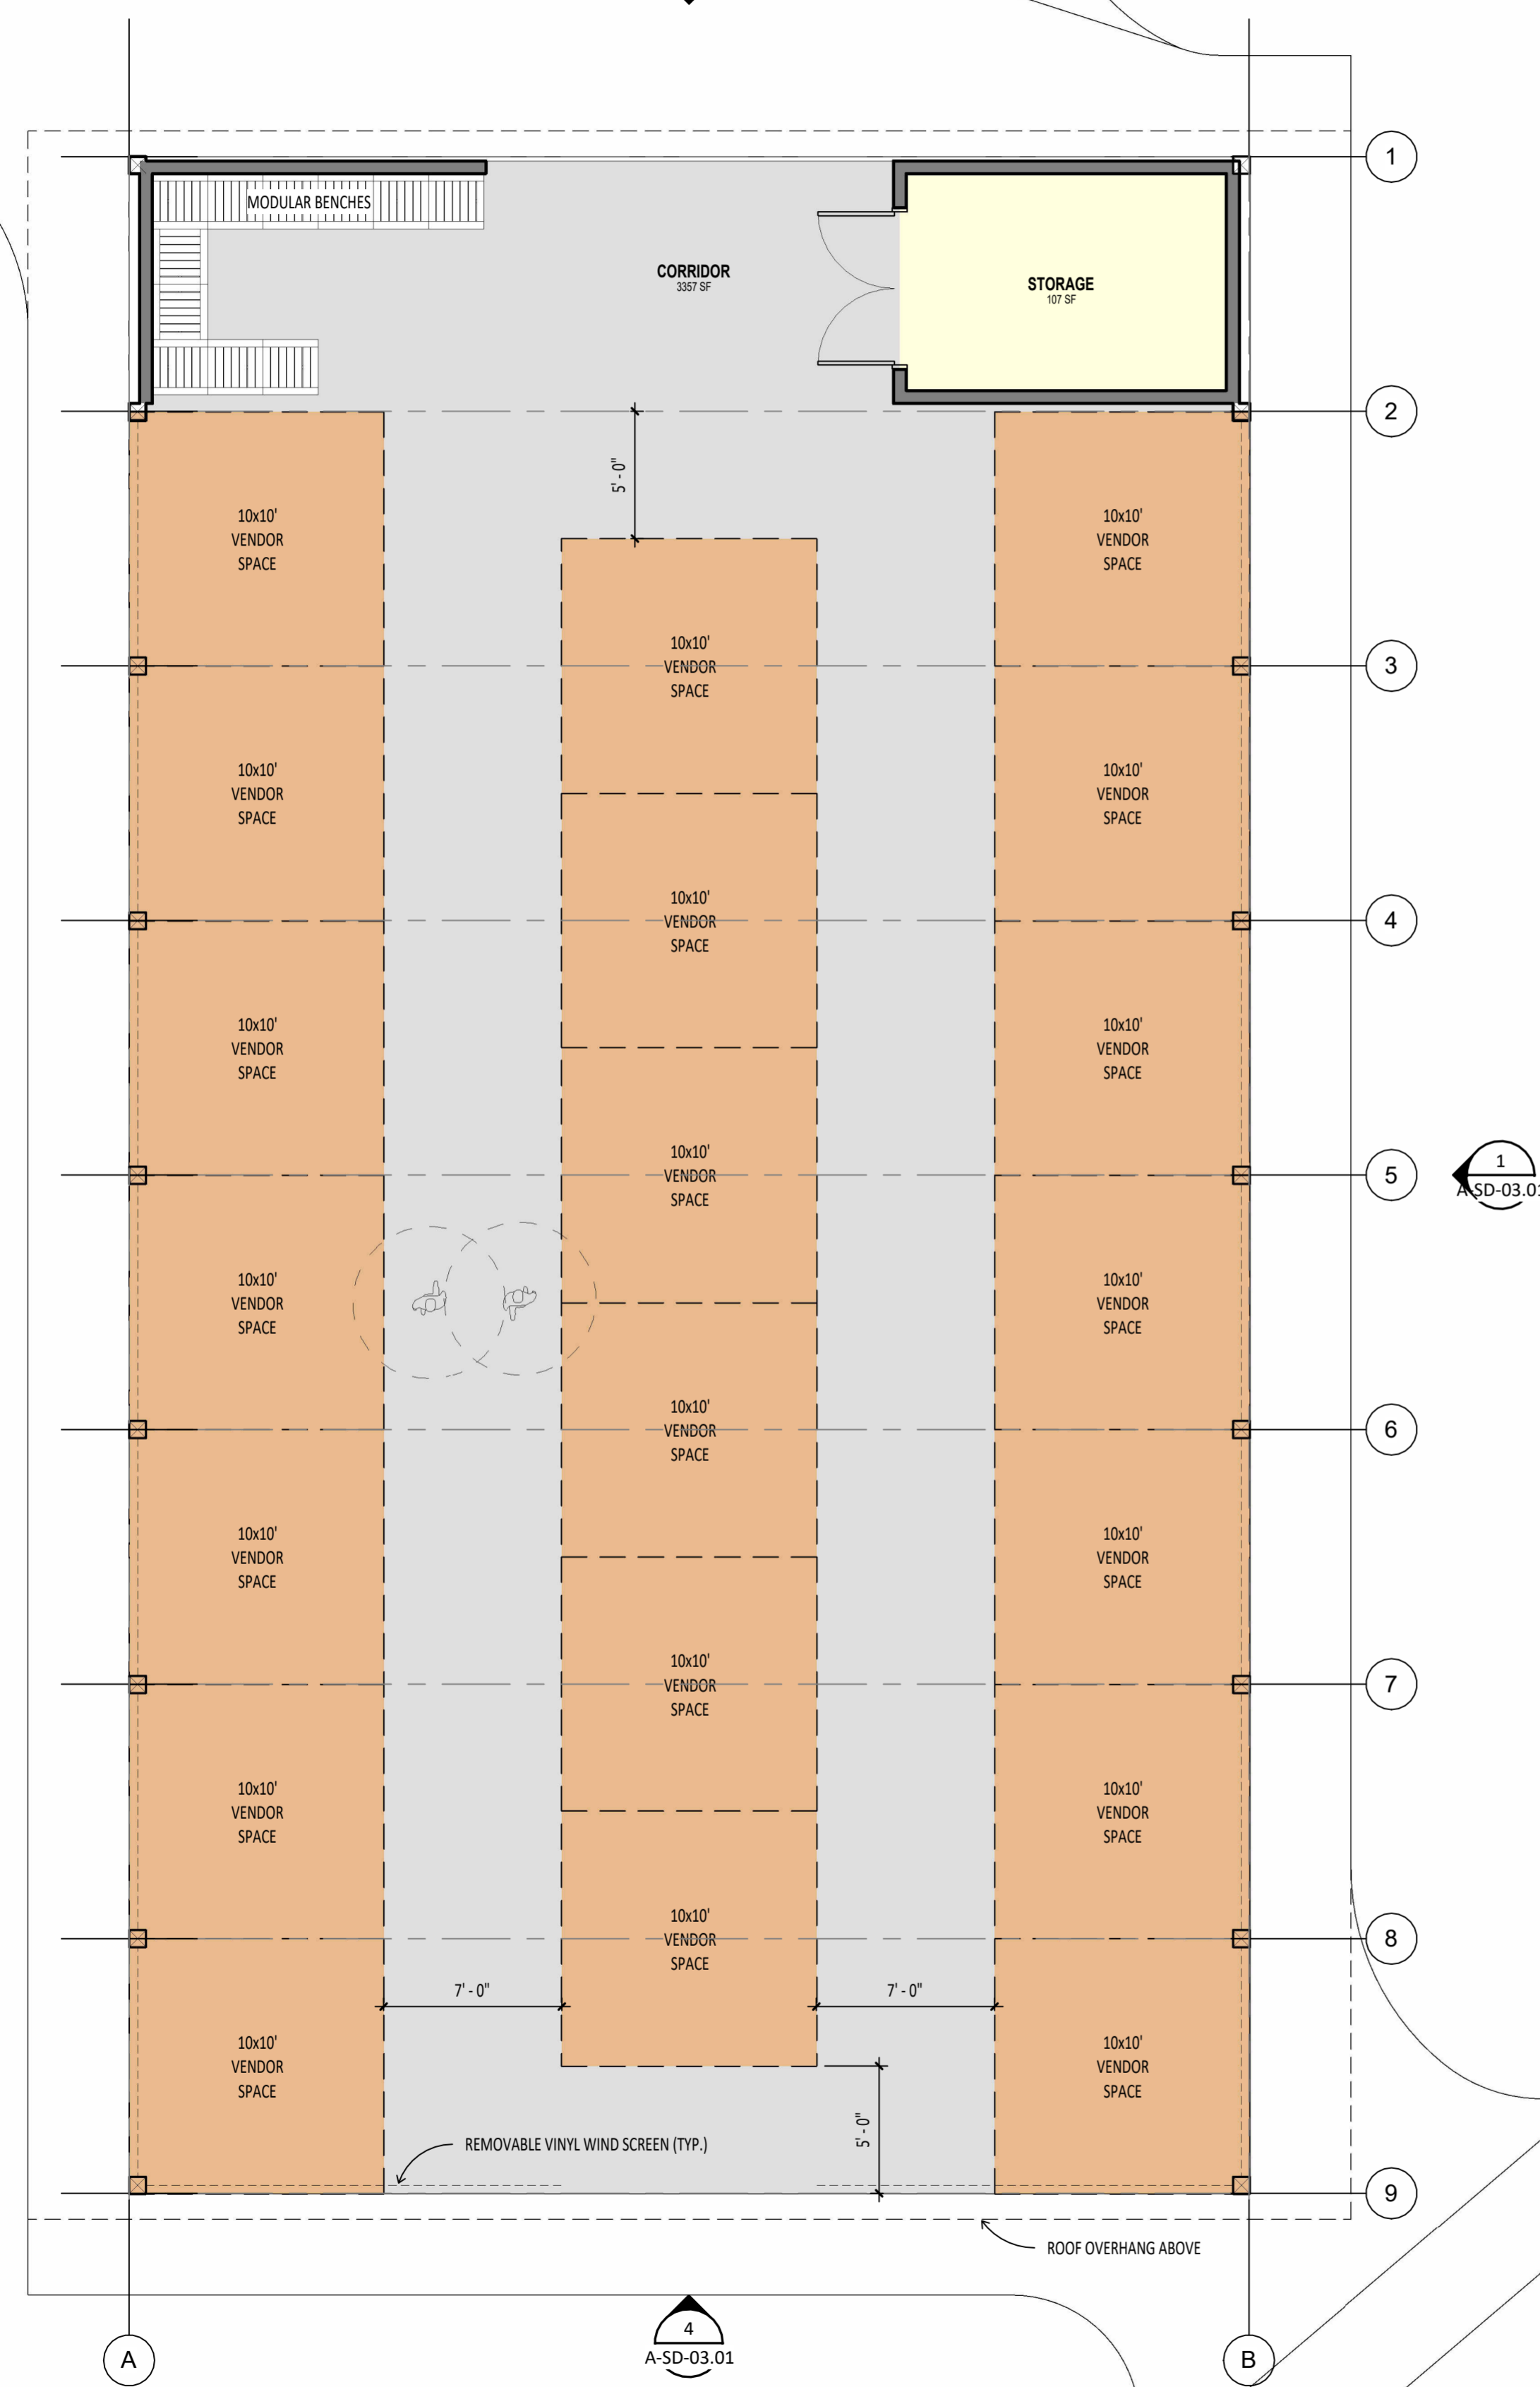 1
MODULAR BENCHES
CORRIDOR
3357 SF
STORAGE
107 SF
2
5' - 0"
10x10'
VENDOR
SPACE
10x10'
VENDOR
SPACE
10x10'
VENDOR
SPACE
3
10x10'
VENDOR
SPACE
10x10'
VENDOR
SPACE
10x10'
VENDOR
SPACE
4
10x10'
VENDOR
SPACE
10x10'
VENDOR
SPACE
10x10'
VENDOR
SPACE
5
1
A-SD-03.01
10x10'
VENDOR
SPACE
10x10'
VENDOR
SPACE
10x10'
VENDOR
SPACE
6
10x10'
VENDOR
SPACE
10x10'
VENDOR
SPACE
10x10'
VENDOR
SPACE
7
10x10'
VENDOR
SPACE
10x10'
VENDOR
SPACE
10x10'
VENDOR
SPACE
8
7' - 0"
7' - 0"
10x10'
VENDOR
SPACE
10x10'
VENDOR
SPACE
5' - 0"
REMOVABLE VINYL WIND SCREEN (TYP.)
9
ROOF OVERHANG ABOVE
4
A-SD-03.01
A
B